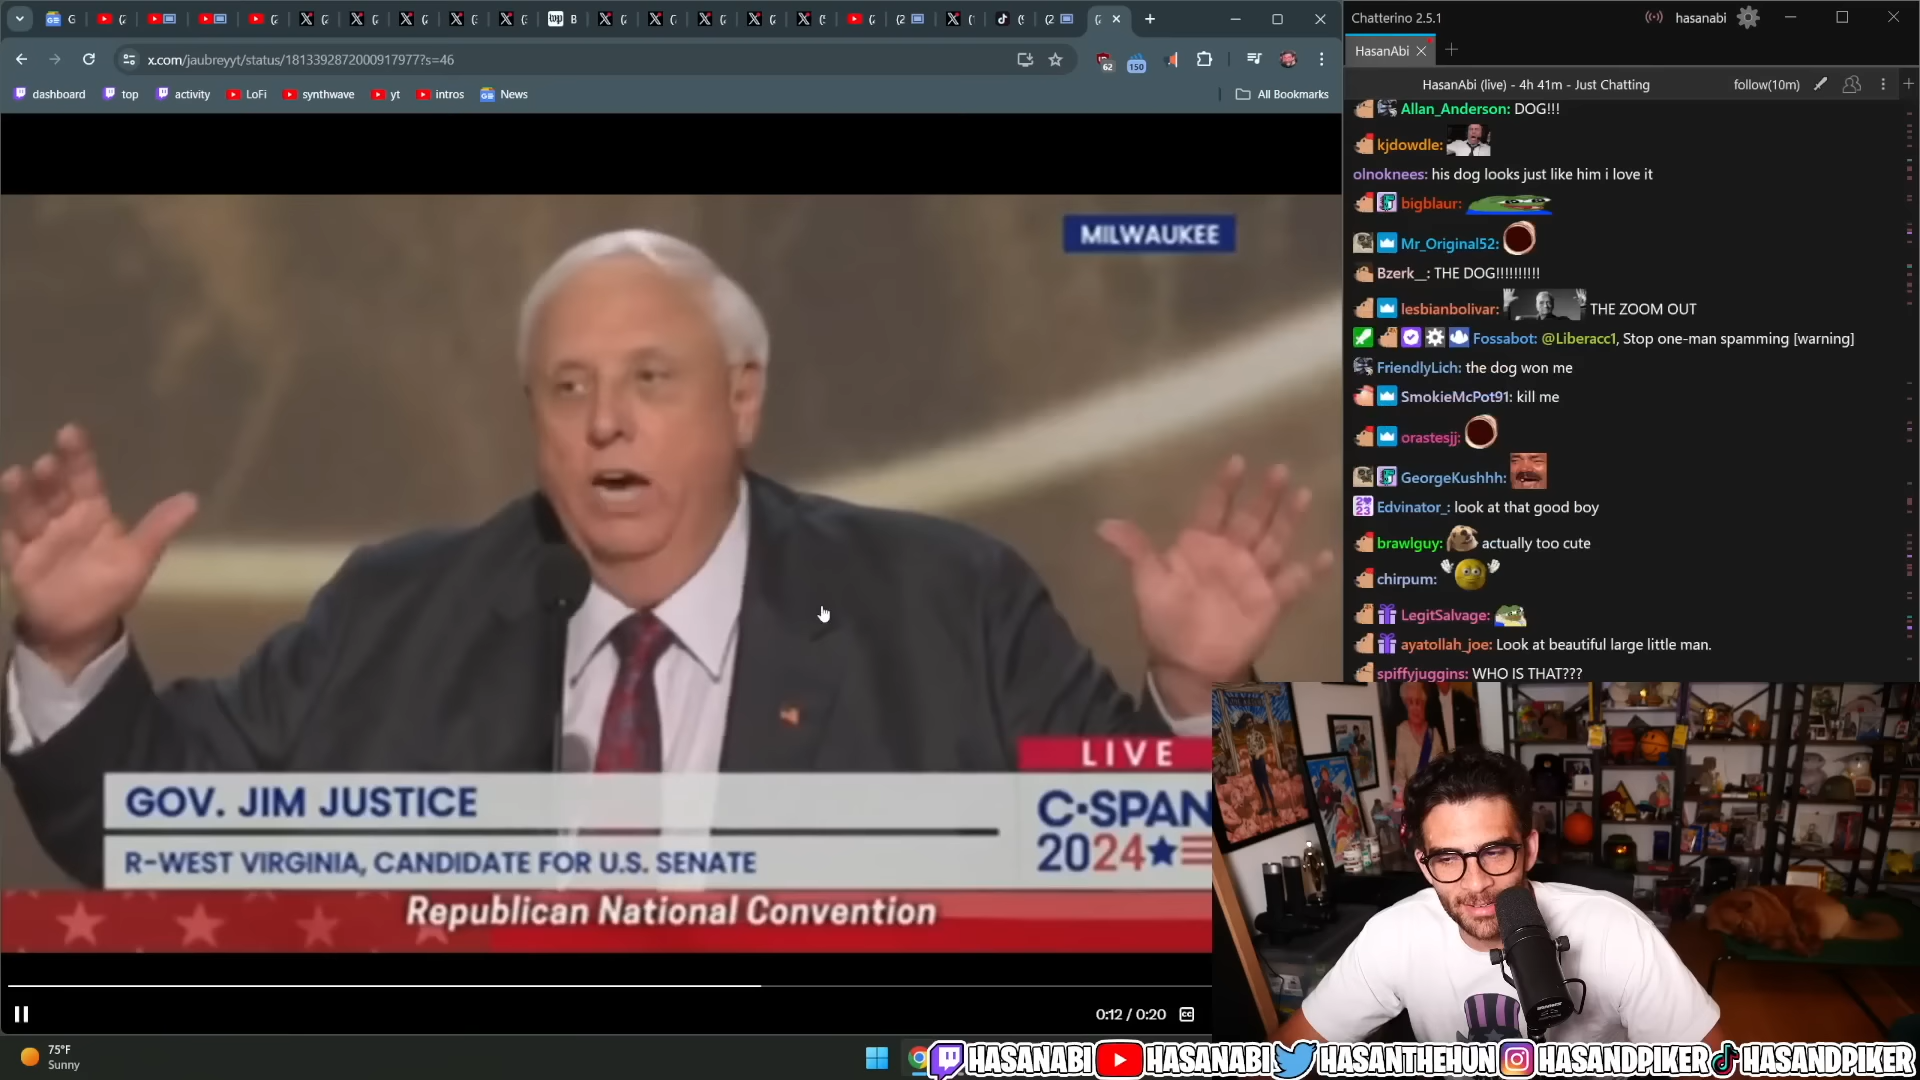 x.com/jaubreyyt/status/1813392872000917977?s=46
62
150
dashboard
top
activity
LoFi
synthwave
yt
intros
News
All Bookmarks
MILWAUKEE
LIVE
GOV. JIM JUSTICE
R-WEST VIRGINIA, CANDIDATE FOR U.S. SENATE
C-SPAN
2024
Republican National Convention
0:12 / 0:20
75°F
Sunny
Chatterino 2.5.1
hasanabi
HasanAbi
HasanAbi (live) - 4h 41m - Just Chatting
follow(10m)
Allan_Anderson: DOG!!!
kjdowdle:
olnoknees: his dog looks just like him i love it
bigblaur:
Mr_Original52:
Bzerk__: THE DOG!!!!!!!!!!
lesbianbolivar: THE ZOOM OUT
Fossabot: @Liberacc1, Stop one-man spamming [warning]
FriendlyLich: the dog won me
SmokieMcPot91: kill me
orastesjj:
GeorgeKushhh:
Edvinator_: look at that good boy
brawlguy: actually too cute
chirpum:
LegitSalvage:
ayatollah_joe: Look at beautiful large little man.
spiffyjuggins: WHO IS THAT???
HASANABI HASANABI HASANTHEHUN HASANDPIKER HASANDPIKER